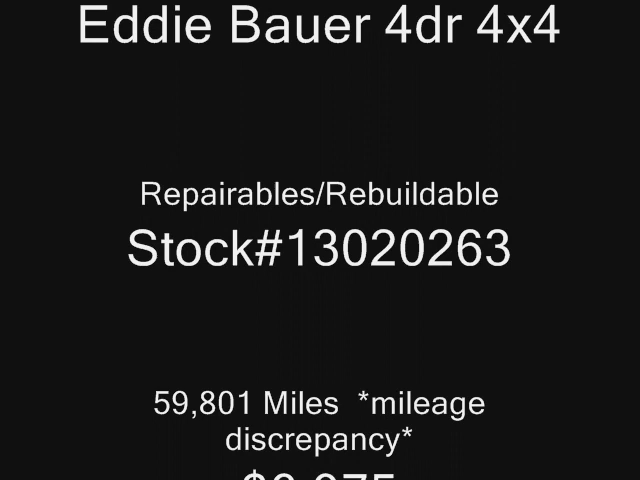 Eddie Bauer 4dr 4x4
Repairables/Rebuildable
Stock#13020263
59,801 Miles  *mileage
discrepancy*